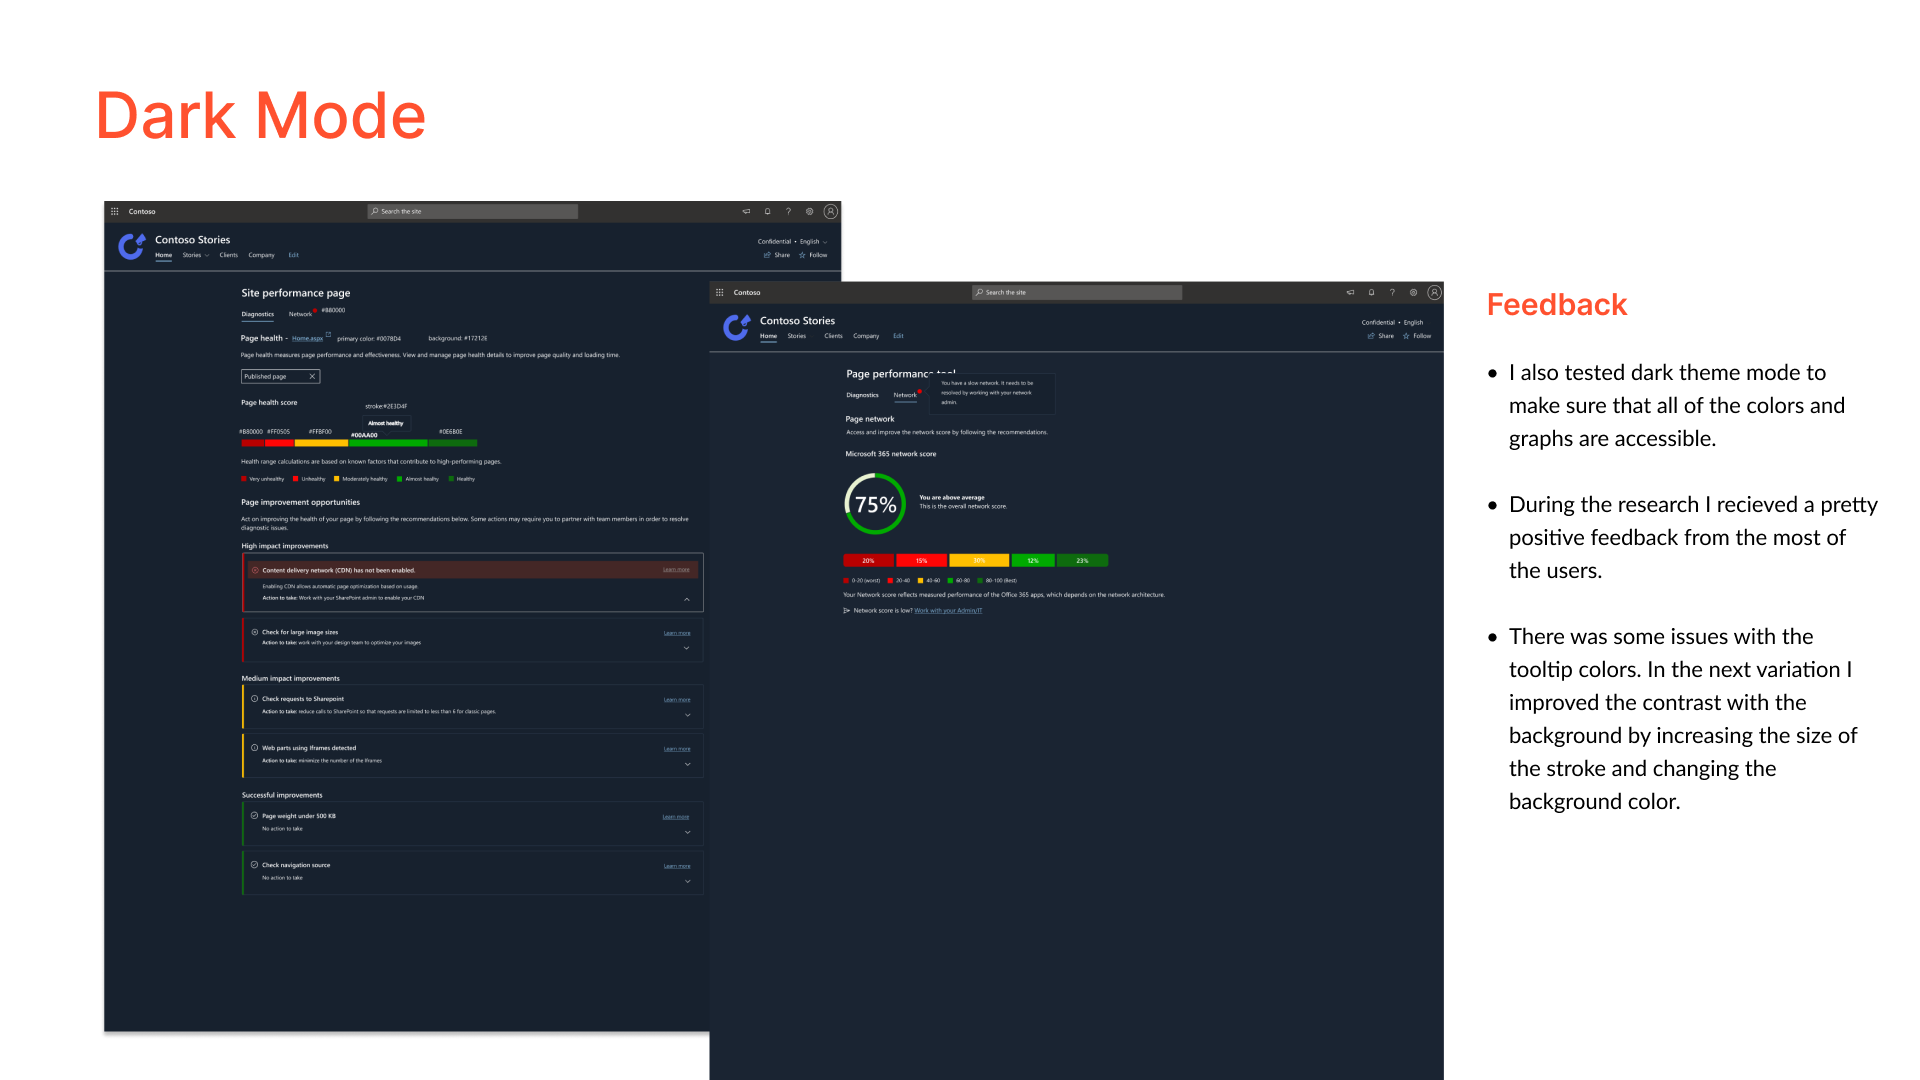 Dark Mode
Contoso
Search the site
Contoso Stories
Home Stories Clients Company Edit
Confidential • English
Share Follow
Site performance page
Diagnostics Network #B80000
Page health - Home.aspx primary color: #0078D4 background: #17212E
Page health measures page performance and effectiveness. View and manage page health details to improve page quality and loading time.
Published page
Page health score
stroke:#2E3D4F
Almost healthy
#B80000 #FF0505 #FFBF00 #00AA00 #0E6B0E
Health range calculations are based on known factors that contribute to high-performing pages.
Very unhealthy Unhealthy Moderately healthy Almost healhy Healthy
Page improvement opportunities
Act on improving the health of your page by following the recommendations below. Some actions may require you to partner with team members in order to resolve
diagnostic issues.
High impact improvements
Content delivery network (CDN) has not been enabled. Learn more
Enabling CDN allows automatic page optimization based on usage.
Action to take: Work with your SharePoint admin to enable your CDN
Check for large image sizes Learn more
Action to take: work with your design team to optimize your images
Medium impact improvements
Check requests to Sharepoint Learn more
Action to take: reduce calls to SharePoint so that requests are limited to less than 6 for classic pages.
Web parts using Iframes detected Learn more
Action to take: minimize the number of the Iframes
Successful improvements
Page weight under 500 KB Learn more
No action to take
Check navigation source Learn more
No action to take
Contoso
Search the site
Contoso Stories
Home Stories Clients Company Edit
Confidential • English
Share Follow
Page performance tool
You have a slow network. It needs to be
resolved by working with your network
admin.
Diagnostics Network
Page network
Access and improve the network score by following the recommendations.
Microsoft 365 network score
75%
You are above average
This is the overall network score.
20% 15% 30% 12% 23%
0-20 (worst) 20-40 40-60 60-80 80-100 (Best)
Your Network score reflects measured performance of the Office 365 apps, which depends on the network architecture.
Network score is low? Work with your Admin/IT
Feedback
• I also tested dark theme mode to
make sure that all of the colors and
graphs are accessible.
• During the research I recieved a pretty
positive feedback from the most of
the users.
• There was some issues with the
tooltip colors. In the next variation I
improved the contrast with the
background by increasing the size of
the stroke and changing the
background color.